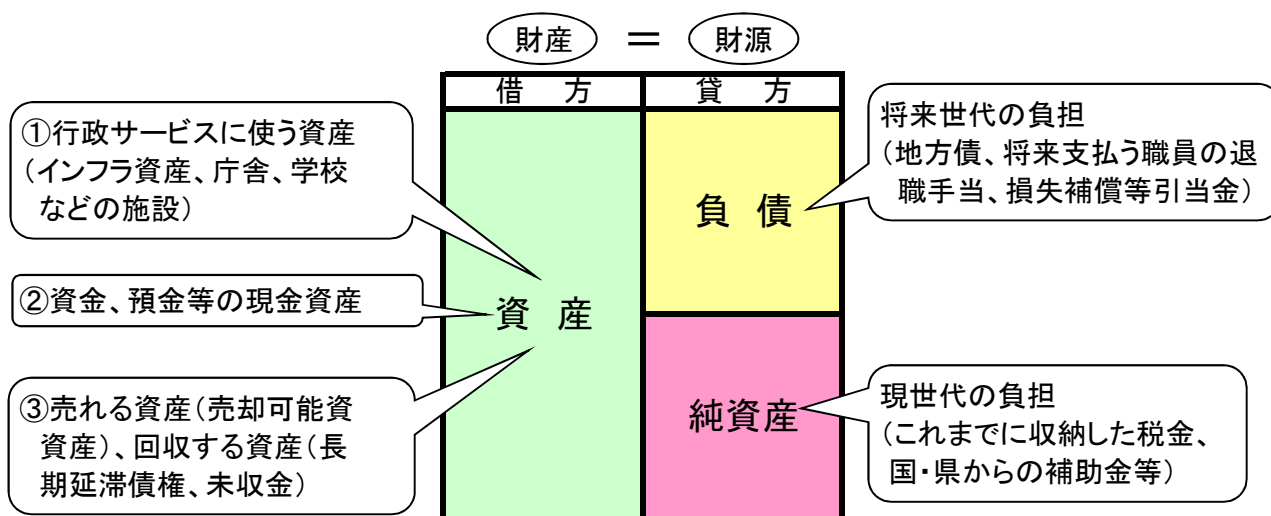 財産 ＝ 財源
借 方 貸 方
①行政サービスに使う資産
(インフラ資産、庁舎、学校
などの施設)
②資金、預金等の現金資産
③売れる資産(売却可能資
資産)、回収する資産(長
期延滞債権、未収金)
資 産
負 債
純資産
将来世代の負担
(地方債、将来支払う職員の退
職手当、損失補償等引当金)
現世代の負担
(これまでに収納した税金、
国・県からの補助金等)